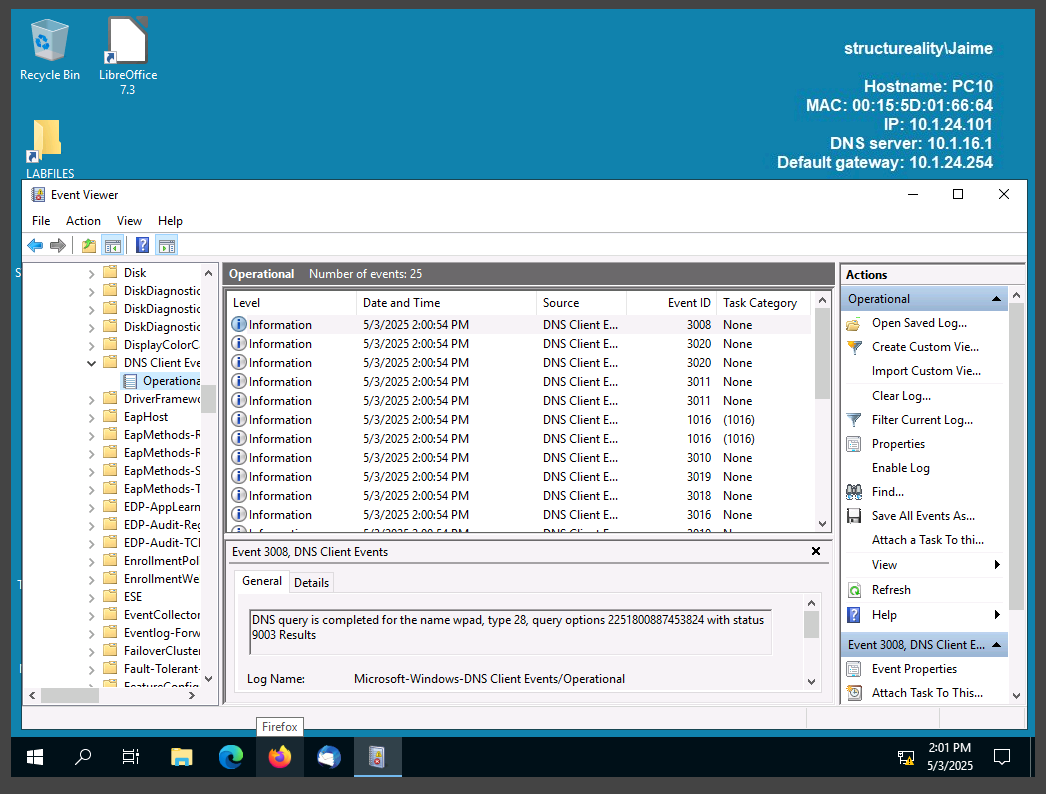 Recycle Bin
LibreOffice
7.3
LABFILES
structureality\Jaime
Hostname: PC10
MAC: 00:15:5D:01:66:64
IP: 10.1.24.101
DNS server: 10.1.16.1
Default gateway: 10.1.24.254
Event Viewer
File Action View Help
Disk
DiskDiagnostic
DiskDiagnostic
DiskDiagnostic
DisplayColorC
DNS Client Eve
Operationa
DriverFramewo
EapHost
EapMethods-R
EapMethods-R
EapMethods-S
EapMethods-T
EDP-AppLearn
EDP-Audit-Reg
EDP-Audit-TCI
EnrollmentPol
EnrollmentWe
ESE
EventCollector
Eventlog-Forw
FailoverCluster
Fault-Tolerant-
FeatureConfig
Operational Number of events: 25
Level Date and Time Source Event ID Task Category
Information 5/3/2025 2:00:54 PM DNS Client E... 3008 None
Information 5/3/2025 2:00:54 PM DNS Client E... 3020 None
Information 5/3/2025 2:00:54 PM DNS Client E... 3020 None
Information 5/3/2025 2:00:54 PM DNS Client E... 3011 None
Information 5/3/2025 2:00:54 PM DNS Client E... 3011 None
Information 5/3/2025 2:00:54 PM DNS Client E... 1016 (1016)
Information 5/3/2025 2:00:54 PM DNS Client E... 1016 (1016)
Information 5/3/2025 2:00:54 PM DNS Client E... 3010 None
Information 5/3/2025 2:00:54 PM DNS Client E... 3019 None
Information 5/3/2025 2:00:54 PM DNS Client E... 3018 None
Information 5/3/2025 2:00:54 PM DNS Client E... 3016 None
Information 5/3/2025 2:00:54 PM DNS Client E... None
Event 3008, DNS Client Events
General Details
DNS query is completed for the name wpad, type 28, query options 2251800887453824 with status
9003 Results
Log Name: Microsoft-Windows-DNS Client Events/Operational
Actions
Operational
Open Saved Log...
Create Custom Vie...
Import Custom Vie...
Clear Log...
Filter Current Log...
Properties
Enable Log
Find...
Save All Events As...
Attach a Task To thi...
View
Refresh
Help
Event 3008, DNS Client E...
Event Properties
Attach Task To This...
Firefox
2:01 PM
5/3/2025